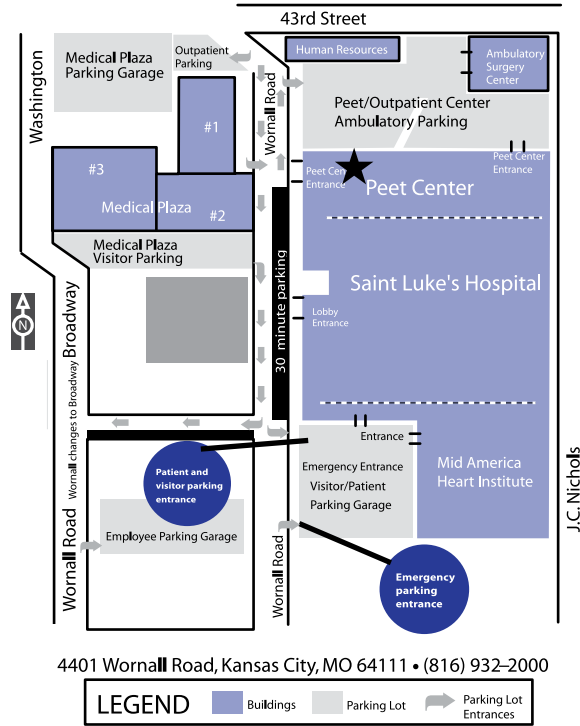 43rd Street
Washington
Medical Plaza
Parking Garage
Outpatient
Parking
Wornall Road
Human Resources
Ambulatory
Surgery
Center
Peet/Outpatient Center
Ambulatory Parking
#1
#3
Medical Plaza
#2
Peet Cen
Entrance
Peet Center
Entrance
Peet Center
Medical Plaza
Visitor Parking
30 minute parking
Saint Luke's Hospital
Lobby
Entrance
N
Broadway
Wornall changes to Broadway
Wornall Road
Entrance
Patient and
visitor parking
entrance
Emergency Entrance
Visitor/Patient
Parking Garage
Mid America
Heart Institute
J.C. Nichols
Employee Parking Garage
Wornall Road
Emergency
parking
entrance
4401 Wornall Road, Kansas City, MO 64111 • (816) 932–2000
LEGEND
Buildings
Parking Lot
Parking Lot
Entrances